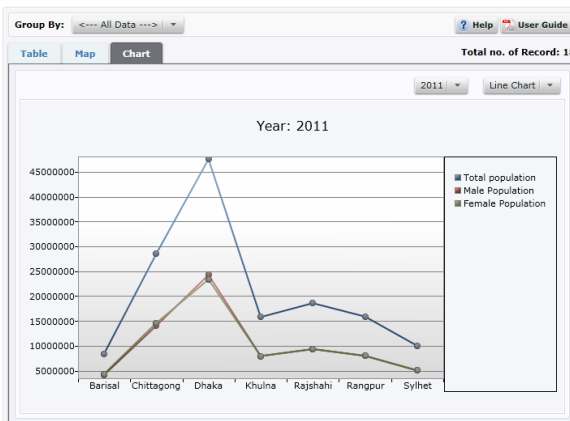 Group By: <--- All Data --->
Help User Guide
Table Map Chart
Total no. of Record:
2011 Line Chart
Year: 2011
45000000
40000000
35000000
30000000
25000000
20000000
15000000
10000000
5000000
Total population
Male Population
Female Population
Barisal Chittagong Dhaka Khulna Rajshahi Rangpur Sylhet